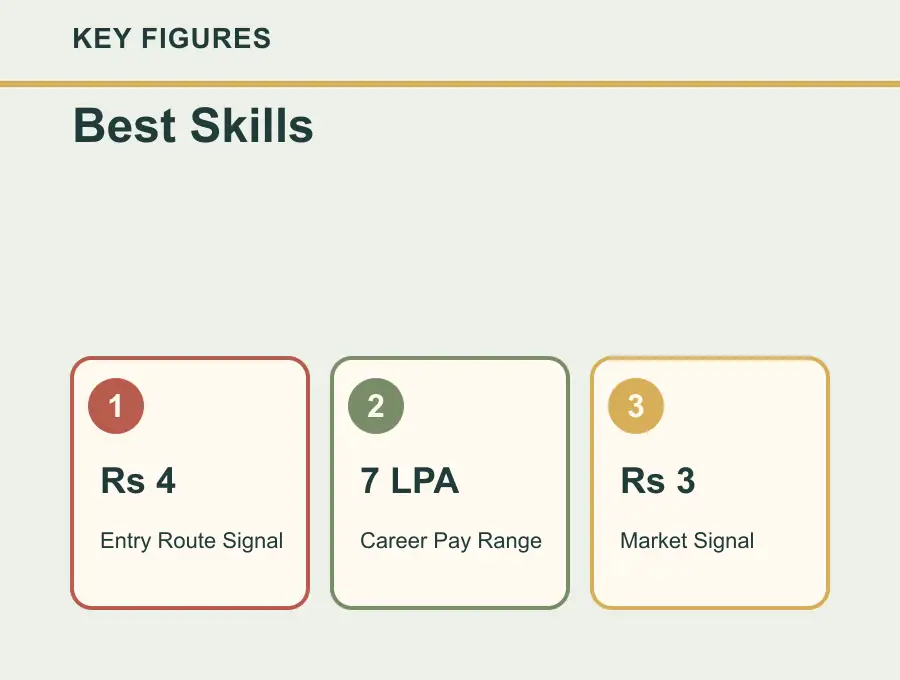 KEY FIGURES
Best Skills
1
Rs 4
Entry Route Signal
2
7 LPA
Career Pay Range
3
Rs 3
Market Signal